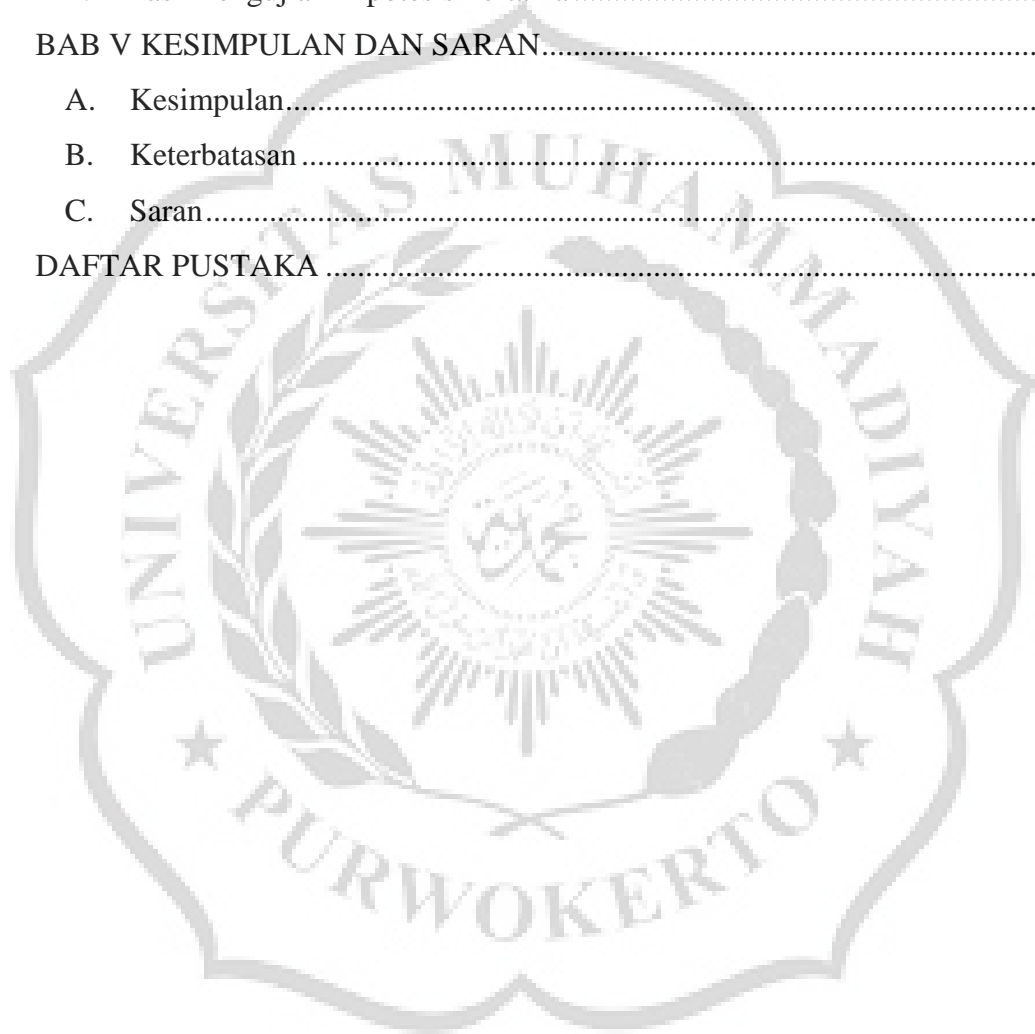 BAB V KESIMPULAN DAN SARAN
A. Kesimpulan
B. Keterbatasan
C. Saran
DAFTAR PUSTAKA
UNIVERSITAS MUHAMMADIYAH
PURWOKERTO